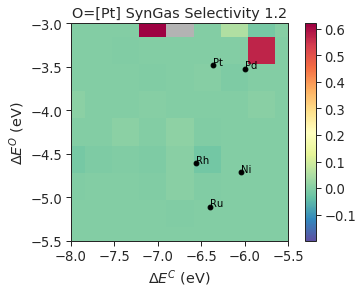 O=[Pt] SynGas Selectivity 1.2
−3.0
−3.5
−4.0
−4.5
−5.0
−5.5
ΔE^O (eV)
Pt
Pd
Rh
Ni
Ru
−8.0 −7.5 −7.0 −6.5 −6.0 −5.5
ΔE^C (eV)
0.6
0.5
0.4
0.3
0.2
0.1
0.0
−0.1